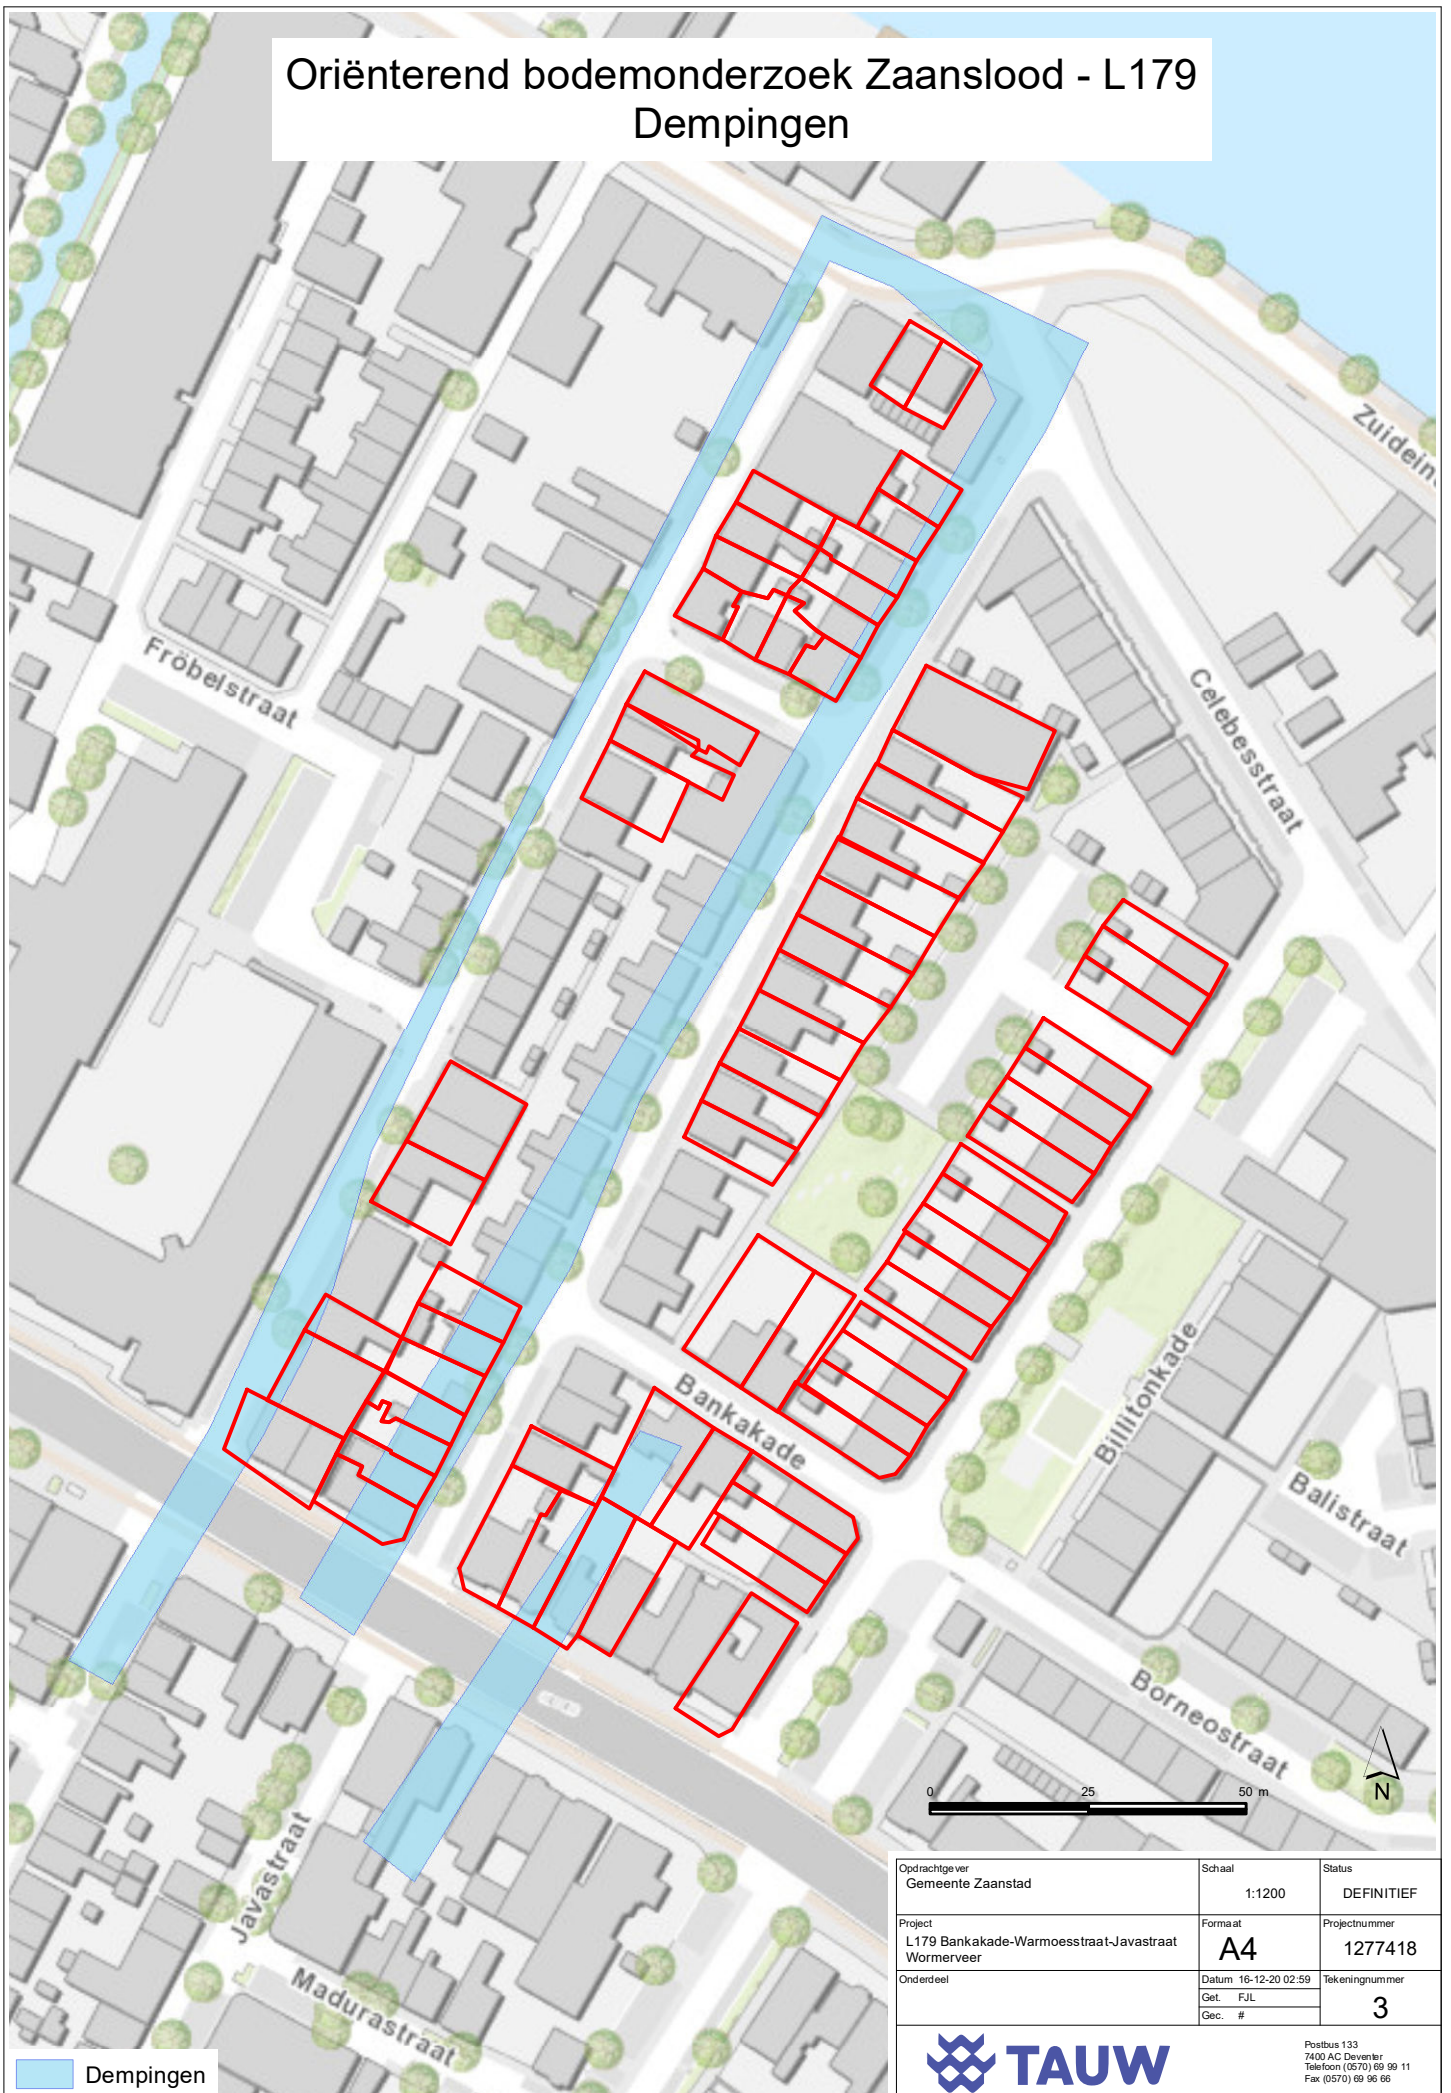 Oriënterend bodemonderzoek Zaanslood - L179
Dempingen
Zuidein
Fröbelstraat
Celebesstraat
Bankakade
Billitonkade
Balistraat
Borneostraat
Javastraat
Madurastraat
0 25 50 m
N
Dempingen
Opdrachtgever
Gemeente Zaanstad
Schaal
1:1200
Status
DEFINITIEF
Project
L179 Bankakade-Warmoesstraat-Javastraat
Wormerveer
Formaat
A4
Projectnummer
1277418
Onderdeel
Datum 16-12-20 02:59
Get. FJL
Gec. #
Tekeningnummer
3
TAUW
Postbus 133
7400 AC Deventer
Telefoon (0570) 69 99 11
Fax (0570) 69 96 66